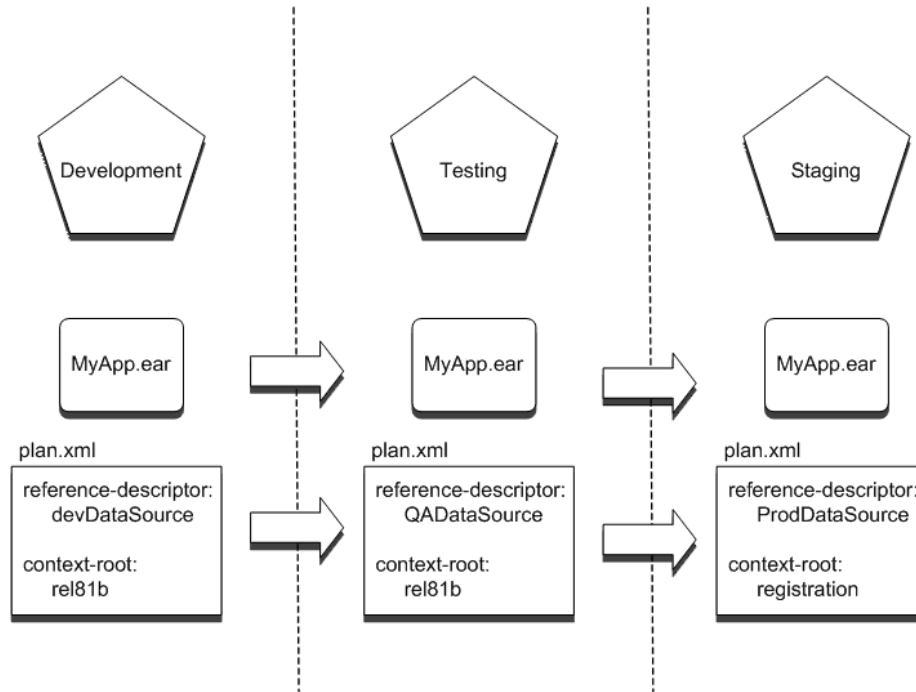 Development
Testing
Staging
MyApp.ear
MyApp.ear
MyApp.ear
plan.xml
reference-descriptor:
devDataSource
context-root:
rel81b
plan.xml
reference-descriptor:
QADataSource
context-root:
rel81b
plan.xml
reference-descriptor:
ProdDataSource
context-root:
registration